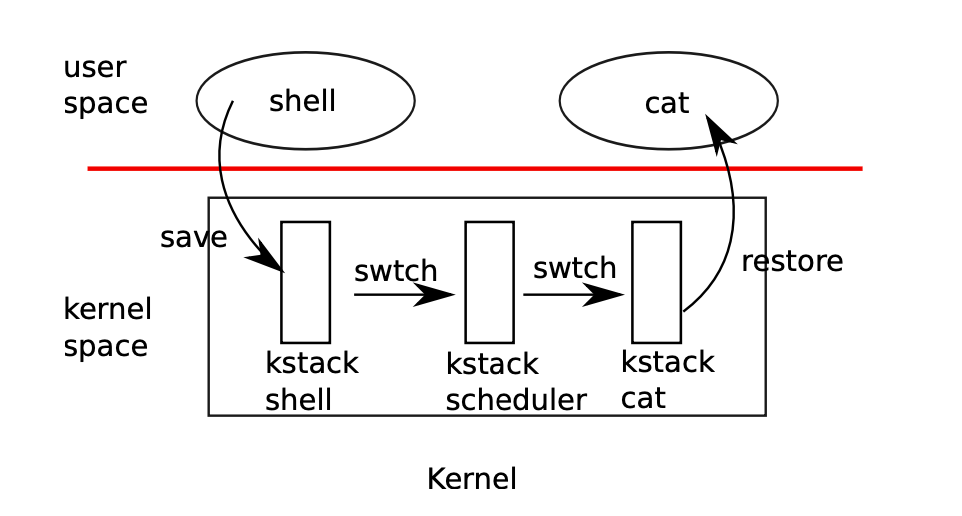 user
space
shell
cat
save
swtch
swtch
restore
kernel
space
kstack
shell
kstack
scheduler
kstack
cat
Kernel